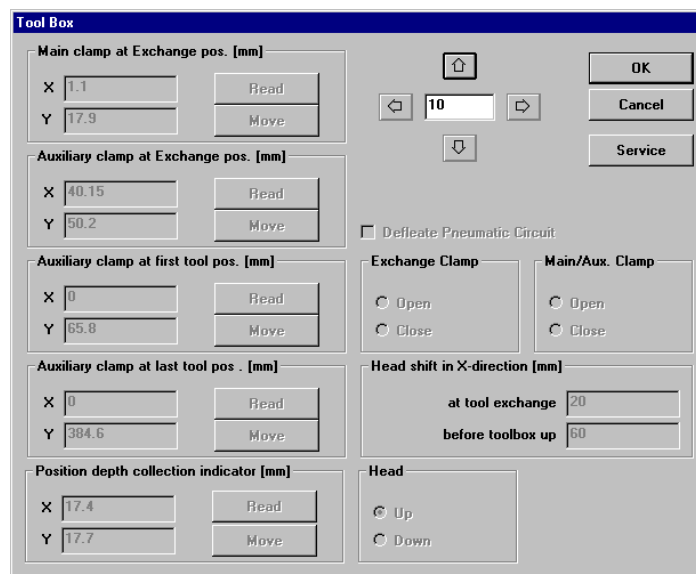 Tool Box
Main clamp at Exchange pos. [mm]
X 1.1 Read
Y 17.9 Move
Auxiliary clamp at Exchange pos. [mm]
X 40.15 Read
Y 50.2 Move
Auxiliary clamp at first tool pos. [mm]
X 0 Read
Y 65.8 Move
Auxiliary clamp at last tool pos . [mm]
X 0 Read
Y 384.6 Move
Position depth collection indicator [mm]
X 17.4 Read
Y 17.7 Move
10
OK
Cancel
Service
Defleate Pneumatic Circuit
Exchange Clamp
Open
Close
Main/Aux. Clamp
Open
Close
Head shift in X-direction [mm]
at tool exchange 20
before toolbox up 60
Head
Up
Down